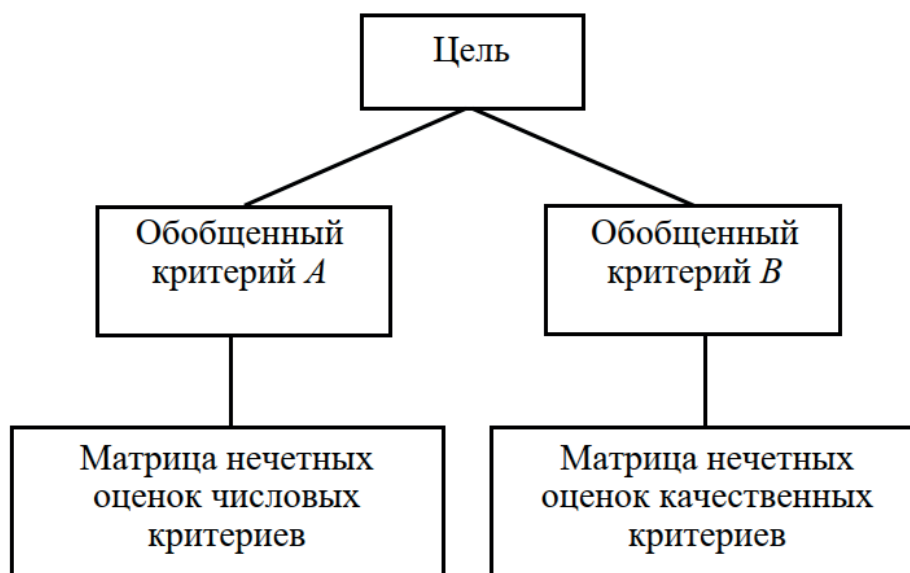 Цель
Обобщенный
критерий A
Обобщенный
критерий B
Матрица нечетных
оценок числовых
критериев
Матрица нечетных
оценок качественных
критериев